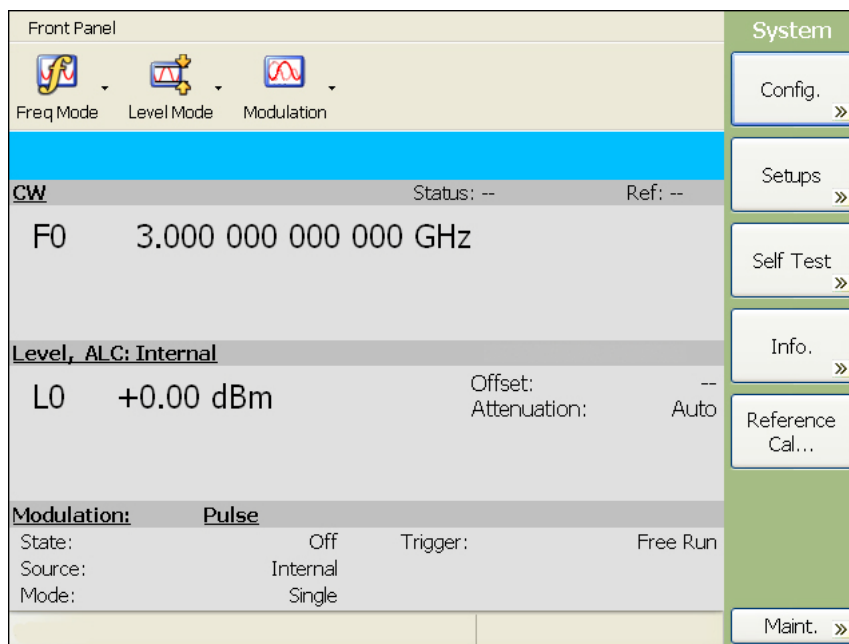 Front Panel
Freq Mode Level Mode Modulation
CW Status: -- Ref: --
F0 3.000 000 000 000 GHz
Level, ALC: Internal
L0 +0.00 dBm
Offset: --
Attenuation: Auto
Modulation: Pulse
State: Off Trigger: Free Run
Source: Internal
Mode: Single
System
Config. »
Setups »
Self Test »
Info. »
Reference
Cal...
Maint. »